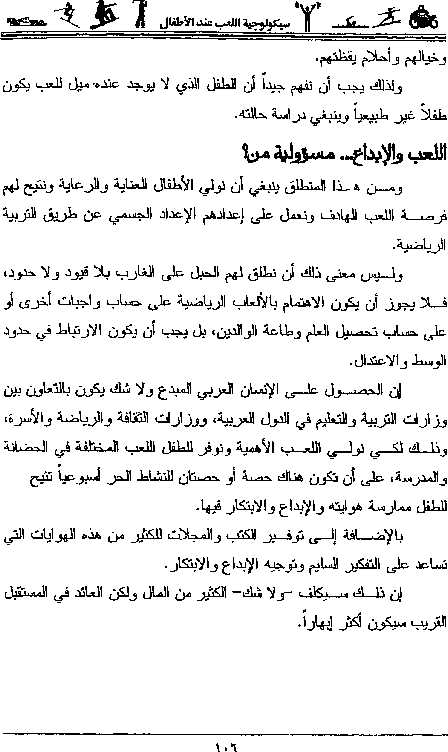 سيكولوجية اللعب عند الأطفال
وخيالهم وأحلام يقظتهم.
ولذلك يجب أن نفهم جيداً أن الطفل الذي لا يوجد عنده ميل للعب يكون
طفلاً غير طبيعياً وينبغي دراسة حالته.
اللعب والإبداع... مسؤولية من؟
ومن هذا المنطلق ينبغي أن نولي الأطفال العناية والرعاية ونتيح لهم
فرصة اللعب الهادف ونعمل على إعدادهم الإعداد الجسمي عن طريق التربية
الرياضية.
وليس معنى ذلك أن نطلق لهم الحبل على الغارب بلا قيود ولا حدود،
فلا يجوز أن يكون الاهتمام بالألعاب الرياضية على حساب واجبات أخرى أو
على حساب تحصيل العلم وطاعة الوالدين، بل يجب أن يكون الارتباط في حدود
الوسط والاعتدال.
إن الحصول على الإنسان العربي المبدع ولا شك يكون بالتعاون بين
وزارات التربية والتعليم في الدول العربية، ووزارات الثقافة والرياضة والأسرة،
وذلك لكي نولي اللعب الأهمية ونوفر للطفل اللعب المختلفة في الحضانة
والمدرسة، على أن تكون هناك حصة أو حصتان للنشاط الحر أسبوعياً تتيح
للطفل ممارسة هوايته والإبداع والابتكار فيها.
بالإضافة إلى توفير الكتب والمجلات للكثير من هذه الهوايات التي
تساعد على التفكير السليم وتوجيه الإبداع والابتكار.
إن ذلك سيكلف -ولا شك- الكثير من المال ولكن العائد في المستقبل
القريب سيكون أكثر إبهاراً.
١٠٦